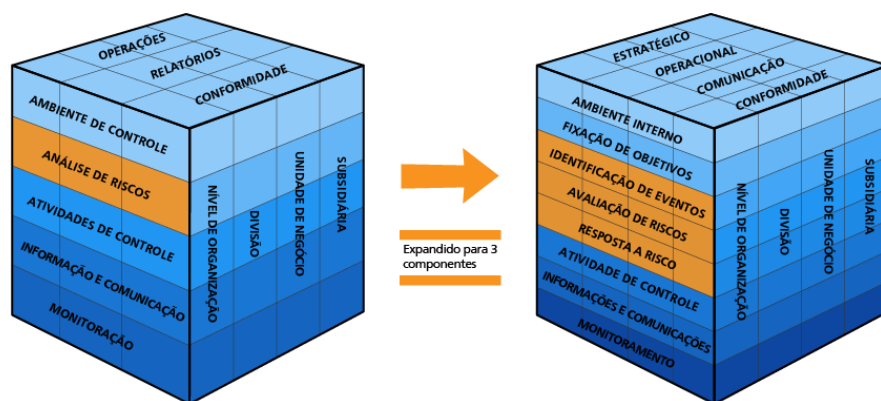 OPERAÇÕES
RELATÓRIOS
CONFORMIDADE
AMBIENTE DE CONTROLE
ANÁLISE DE RISCOS
ATIVIDADES DE CONTROLE
INFORMAÇÃO E COMUNICAÇÃO
MONITORAÇÃO
NÍVEL DE ORGANIZAÇÃO
DIVISÃO
UNIDADE DE NEGÓCIO
SUBSIDIÁRIA
Expandido para 3
componentes
ESTRATÉGICO
OPERACIONAL
COMUNICAÇÃO
CONFORMIDADE
AMBIENTE INTERNO
FIXAÇÃO DE OBJETIVOS
IDENTIFICAÇÃO DE EVENTOS
AVALIAÇÃO DE RISCOS
RESPOSTA A RISCO
ATIVIDADE DE CONTROLE
INFORMAÇÕES E COMUNICAÇÕES
MONITORAMENTO
NÍVEL DE ORGANIZAÇÃO
DIVISÃO
UNIDADE DE NEGÓCIO
SUBSIDIÁRIA